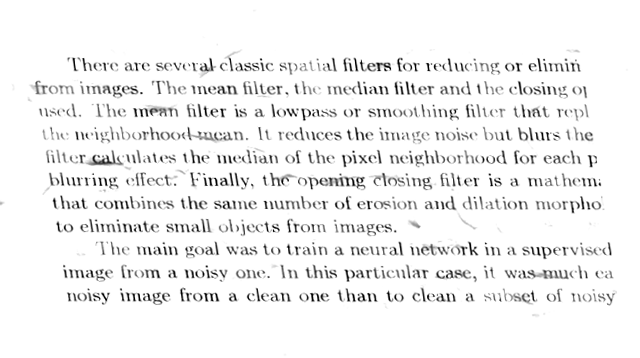 There are several classic spatial filters for reducing or elimin
from images. The mean filter, the median filter and the closing op
used. The mean filter is a lowpass or smoothing filter that repl
the neighborhood mean. It reduces the image noise but blurs the
filter calculates the median of the pixel neighborhood for each p
blurring effect. Finally, the opening closing filter is a mathem
that combines the same number of erosion and dilation morpho
to eliminate small objects from images.
The main goal was to train a neural network in a supervised
image from a noisy one. In this particular case, it was much ea
noisy image from a clean one than to clean a subset of noisy